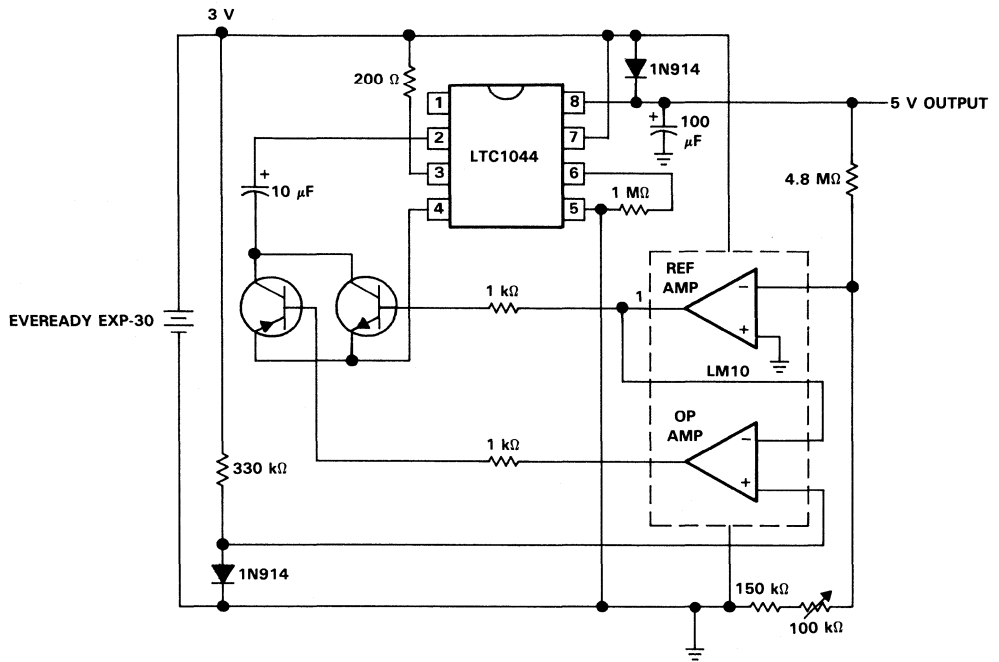 3 V
200 Ω
1N914
5 V OUTPUT
1
2
3
4
8
7
6
5
LTC1044
+
100
μF
4.8 MΩ
+
10 μF
1 MΩ
REF
AMP
1 kΩ
1
−
+
EVEREADY EXP-30
LM10
OP
AMP
1 kΩ
−
+
330 kΩ
1N914
150 kΩ
100 kΩ